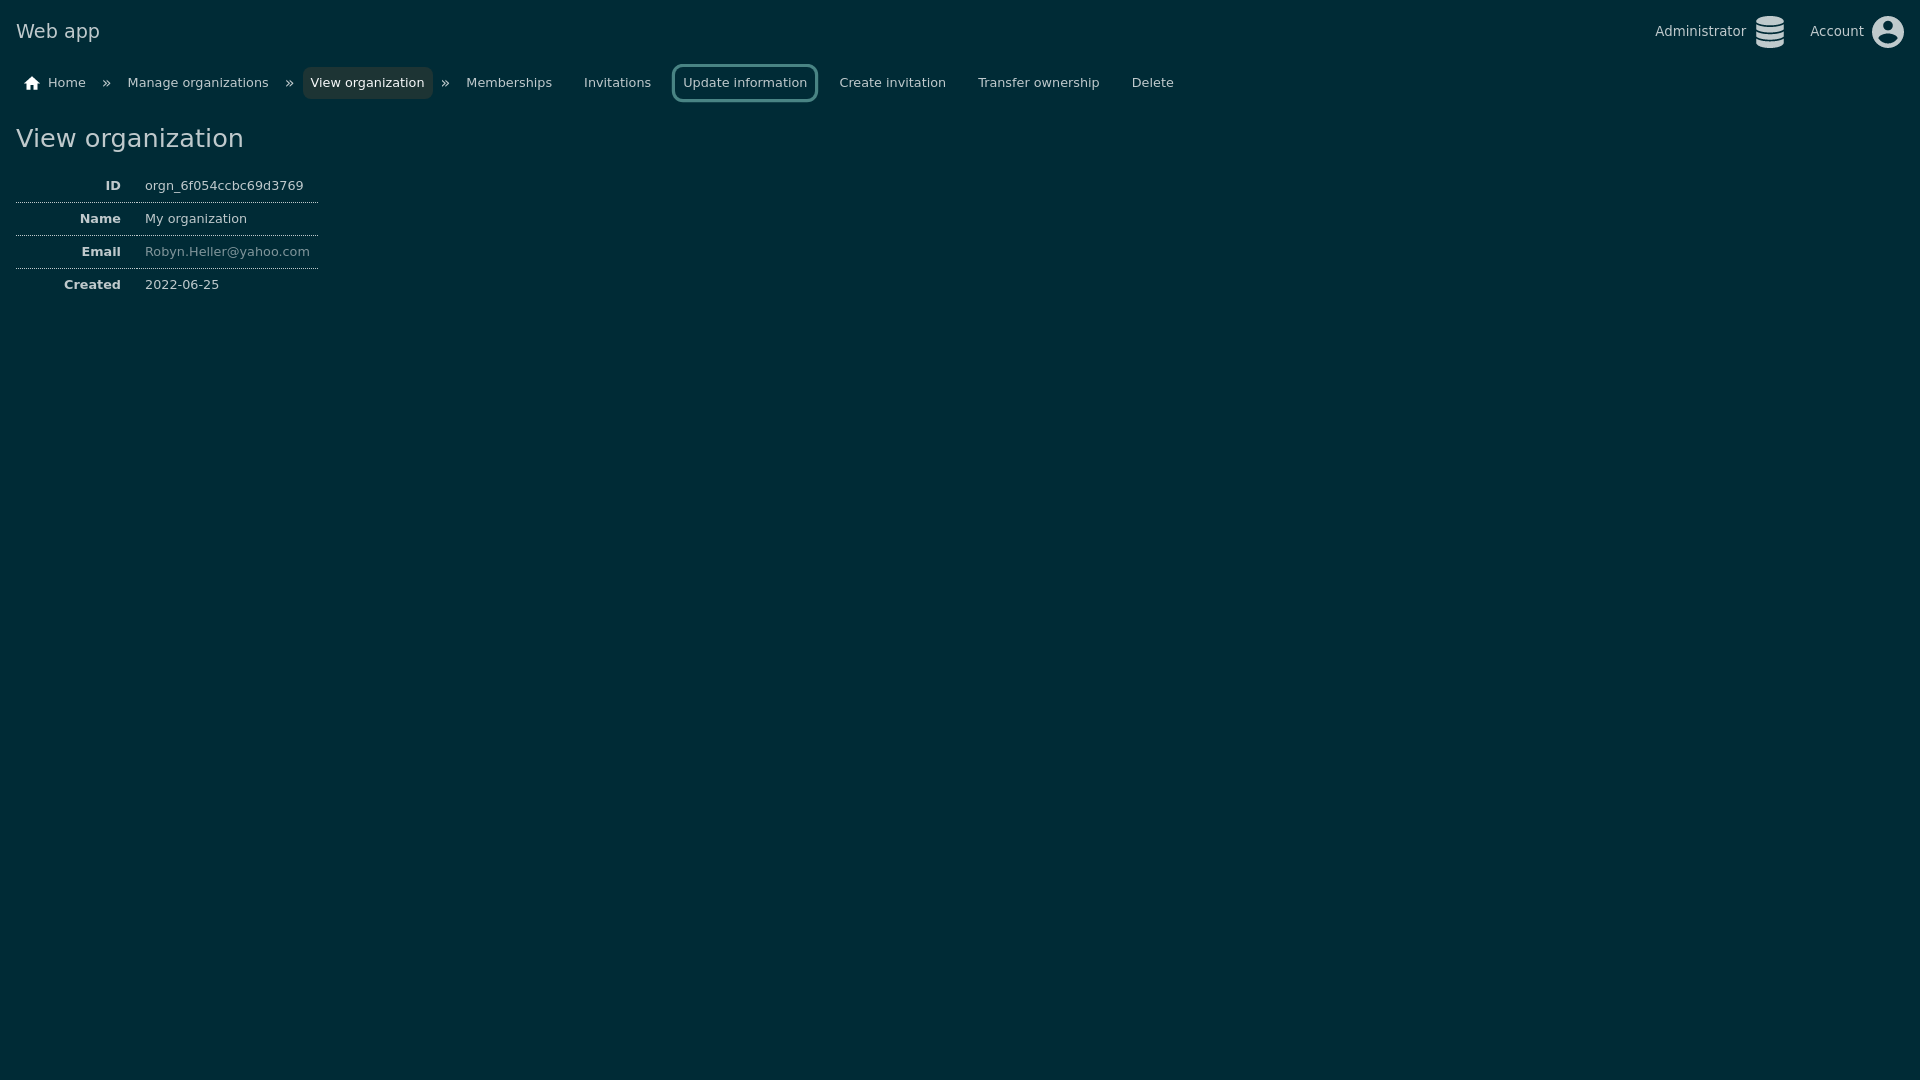 Web app
Administrator
Account
Home » Manage organizations » View organization » Memberships Invitations Update information Create invitation Transfer ownership Delete
View organization
ID orgn_6f054ccbc69d3769
Name My organization
Email Robyn.Heller@yahoo.com
Created 2022-06-25